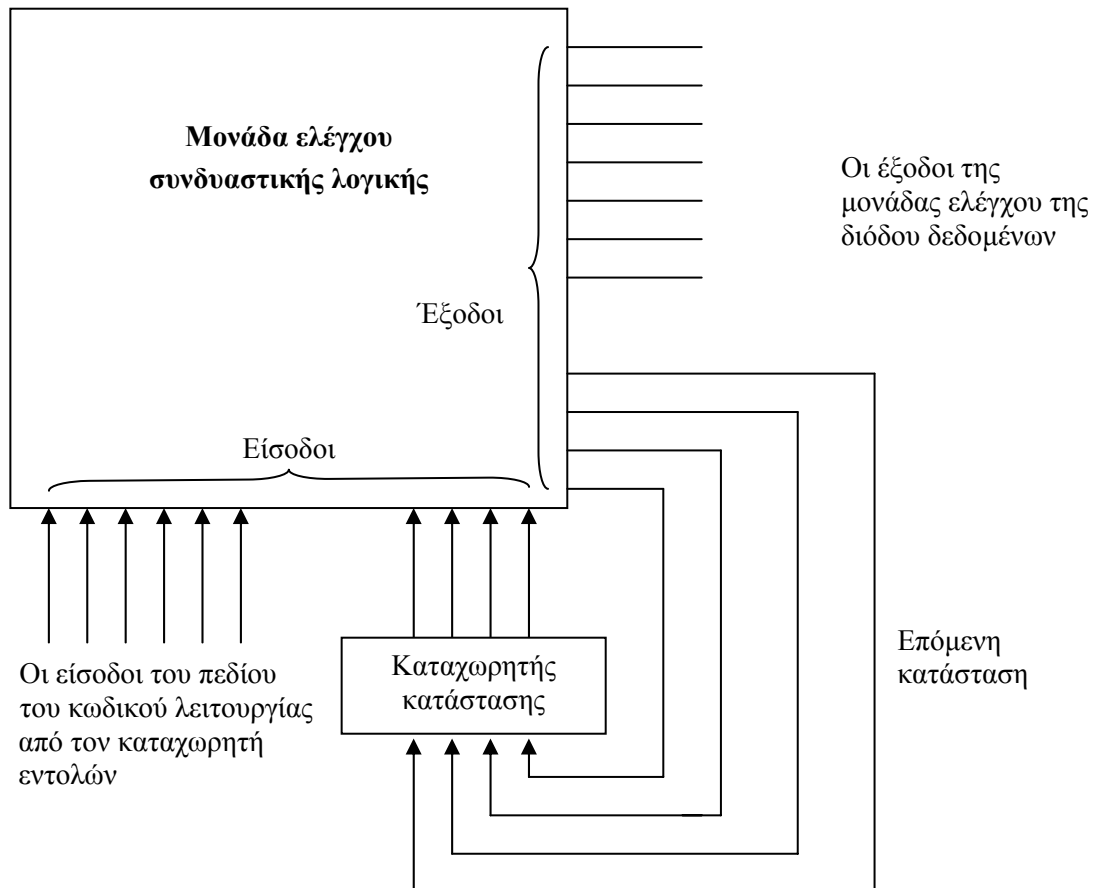 Μονάδα ελέγχου
συνδυαστικής λογικής
Οι έξοδοι της
μονάδας ελέγχου της
διόδου δεδομένων
Έξοδοι
Είσοδοι
Οι είσοδοι του πεδίου
του κωδικού λειτουργίας
από τον καταχωρητή
εντολών
Καταχωρητής
κατάστασης
Επόμενη
κατάσταση